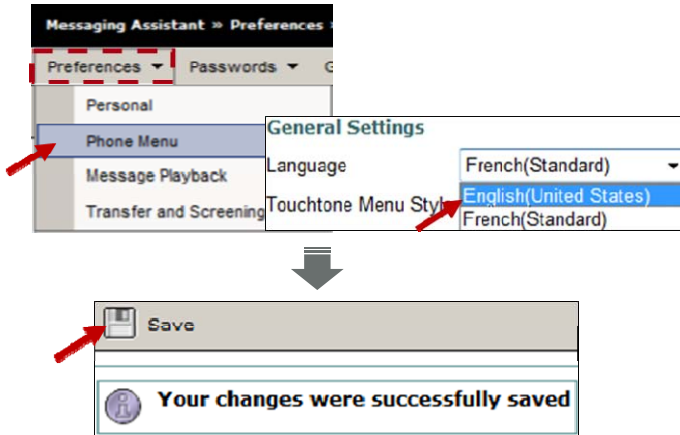 Messaging Assistant » Preferences »
Preferences Passwords
Personal
Phone Menu
Message Playback
Transfer and Screening
General Settings
Language French(Standard)
Touchtone Menu English(United States)
French(Standard)
Save
Your changes were successfully saved